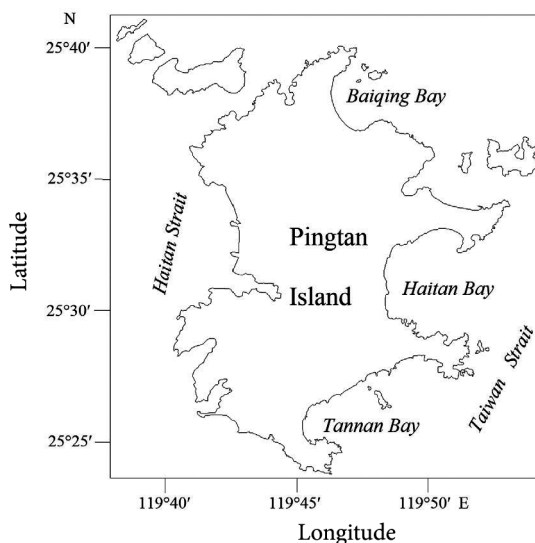 N
25°40′
Baiqing Bay
25°35′
Haitan Strait
Pingtan
Latitude
Island
Haitan Bay
25°30′
Taiwan Strait
Tannan Bay
25°25′
119°40′
119°45′
119°50′ E
Longitude